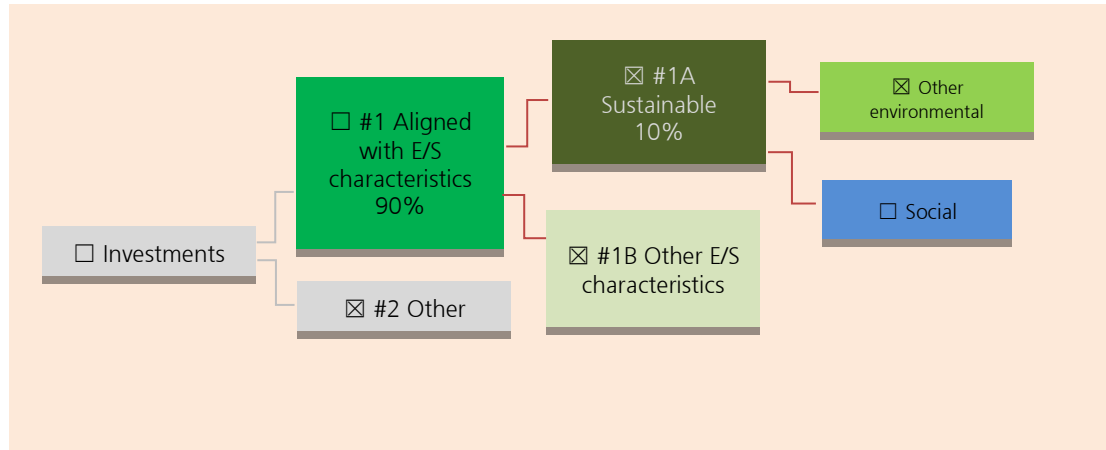 ☐ Investments
☐ #1 Aligned
with E/S
characteristics
90%
☒ #2 Other
☒ #1A
Sustainable
10%
☒ #1B Other E/S
characteristics
☒ Other
environmental
☐ Social